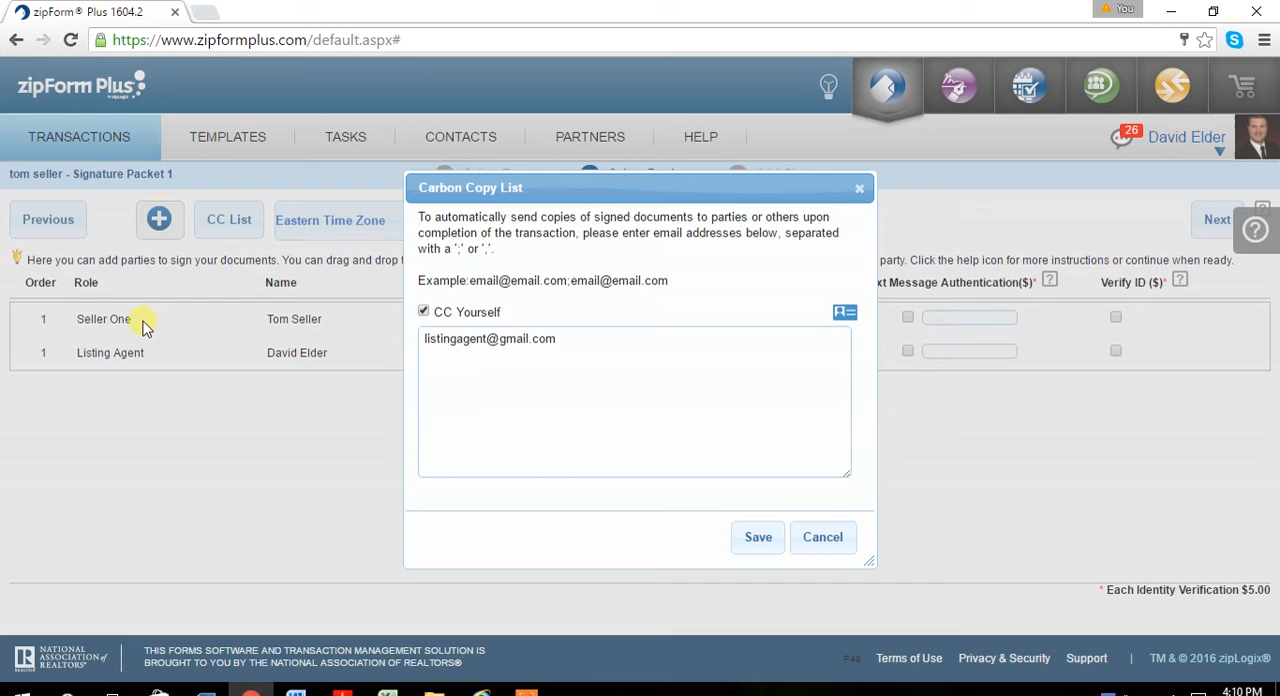 zipForm® Plus 1604.2
You
https://www.zipformplus.com/default.aspx#
zipForm Plus
by zipLogix
TRANSACTIONS
TEMPLATES
TASKS
CONTACTS
PARTNERS
HELP
26
David Elder
tom seller - Signature Packet 1
Previous
CC List
Eastern Time Zone
Next
Here you can add parties to sign your documents. You can drag and drop t
party. Click the help icon for more instructions or continue when ready.
Order
Role
Name
xt Message Authentication($)*
Verify ID ($)*
1
Seller One
Tom Seller
1
Listing Agent
David Elder
Carbon Copy List
To automatically send copies of signed documents to parties or others upon
completion of the transaction, please enter email addresses below, separated
with a ';' or ','.
Example:email@email.com;email@email.com
CC Yourself
listingagent@gmail.com
Save
Cancel
* Each Identity Verification $5.00
NATIONAL
ASSOCIATION of
REALTORS®
REALTOR
THIS FORMS SOFTWARE AND TRANSACTION MANAGEMENT SOLUTION IS
BROUGHT TO YOU BY THE NATIONAL ASSOCIATION OF REALTORS®
P49
Terms of Use
Privacy & Security
Support
|
TM & © 2016 zipLogix®
4:10 PM